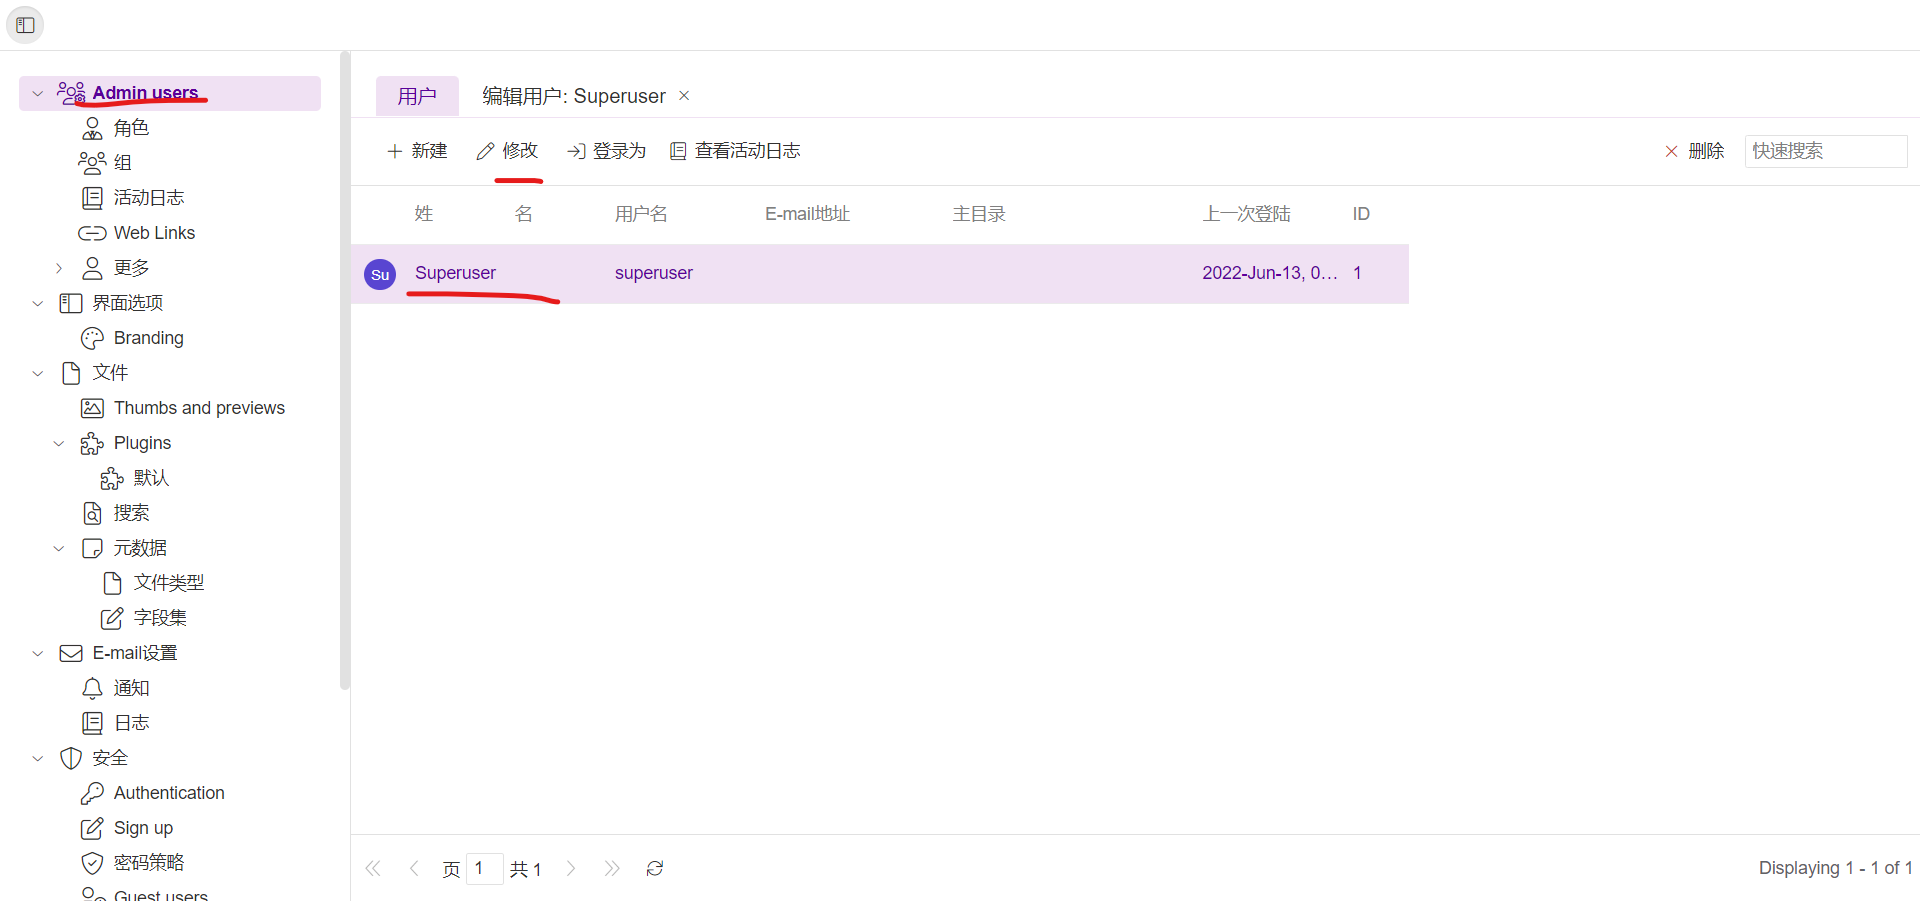 Admin users
角色
组
活动日志
Web Links
更多
界面选项
Branding
文件
Thumbs and previews
Plugins
默认
搜索
元数据
文件类型
字段集
E-mail设置
通知
日志
安全
Authentication
Sign up
密码策略
Guest users
用户 编辑用户: Superuser
新建 修改 登录为 查看活动日志 删除 快速搜索
姓 名 用户名 E-mail地址 主目录 上一次登陆 ID
Su Superuser superuser 2022-Jun-13, 0... 1
页 1 共 1 Displaying 1 - 1 of 1